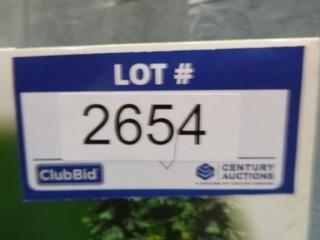 LOT #
2654
ClubBid
CENTURY
AUCTIONS